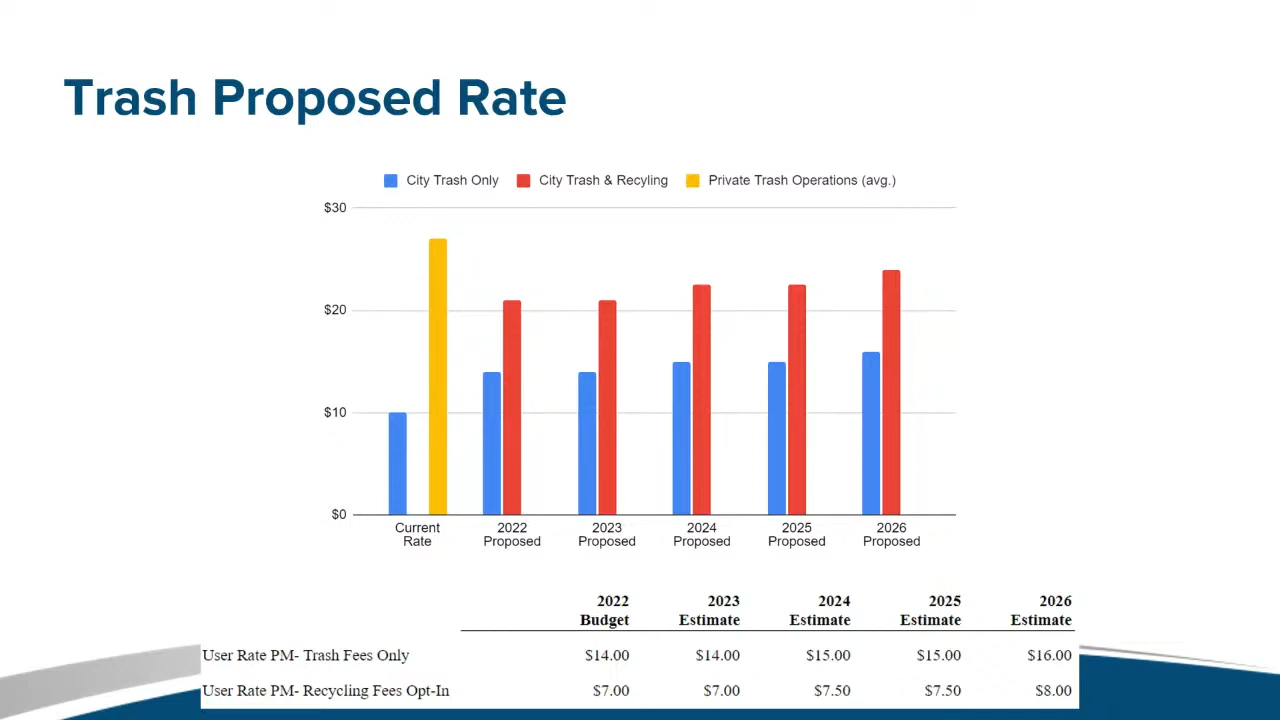 Trash Proposed Rate
City Trash Only City Trash & Recyling Private Trash Operations (avg.)
$30
$20
$10
$0
Current Rate
2022 Proposed
2023 Proposed
2024 Proposed
2025 Proposed
2026 Proposed
2022 2023 2024 2025 2026
Budget Estimate Estimate Estimate Estimate
User Rate PM- Trash Fees Only $14.00 $14.00 $15.00 $15.00 $16.00
User Rate PM- Recycling Fees Opt-In $7.00 $7.00 $7.50 $7.50 $8.00